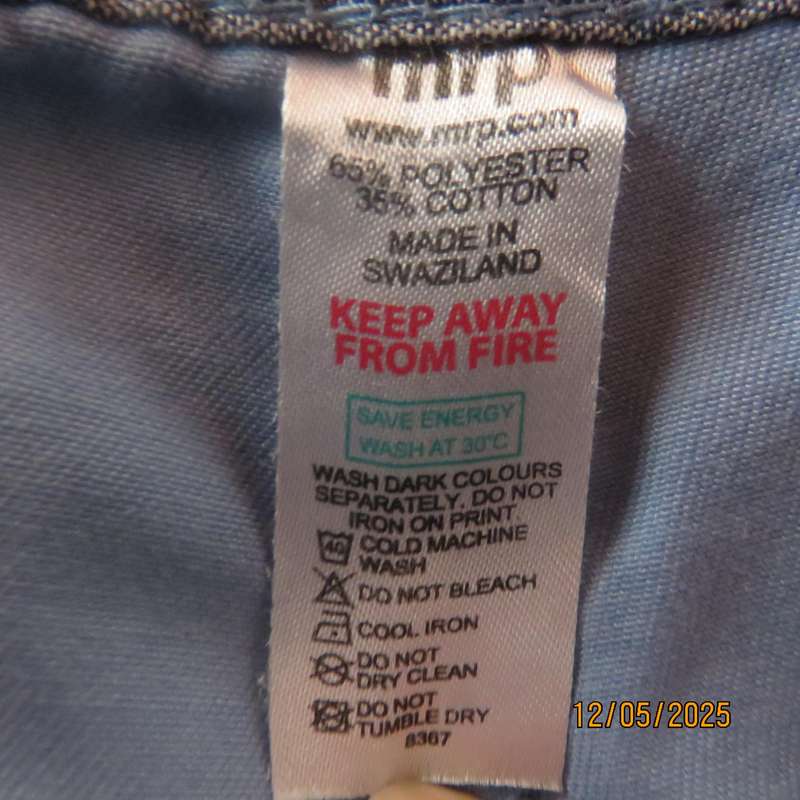 mrp
www.mrp.com
65% POLYESTER
35% COTTON
MADE IN
SWAZILAND
KEEP AWAY
FROM FIRE
SAVE ENERGY
WASH AT 30°C
WASH DARK COLOURS
SEPARATELY. DO NOT
IRON ON PRINT.
40 COLD MACHINE
WASH
DO NOT BLEACH
COOL IRON
DO NOT
DRY CLEAN
DO NOT
TUMBLE DRY
8367
12/05/2025